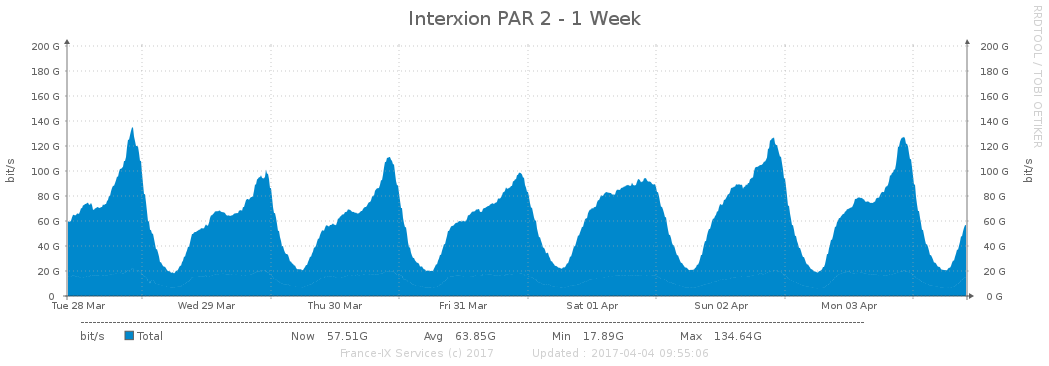 Interxion PAR 2 - 1 Week
RRDTOOL / TOBI OETIKER
bit/s
bit/s
200 G 200 G
180 G 180 G
160 G 160 G
140 G 140 G
120 G 120 G
100 G 100 G
80 G 80 G
60 G 60 G
40 G 40 G
20 G 20 G
0 0 G
Tue 28 Mar Wed 29 Mar Thu 30 Mar Fri 31 Mar Sat 01 Apr Sun 02 Apr Mon 03 Apr
bit/s Total Now 57.51G Avg 63.85G Min 17.89G Max 134.64G
France-IX Services (c) 2017 Updated : 2017-04-04 09:55:06